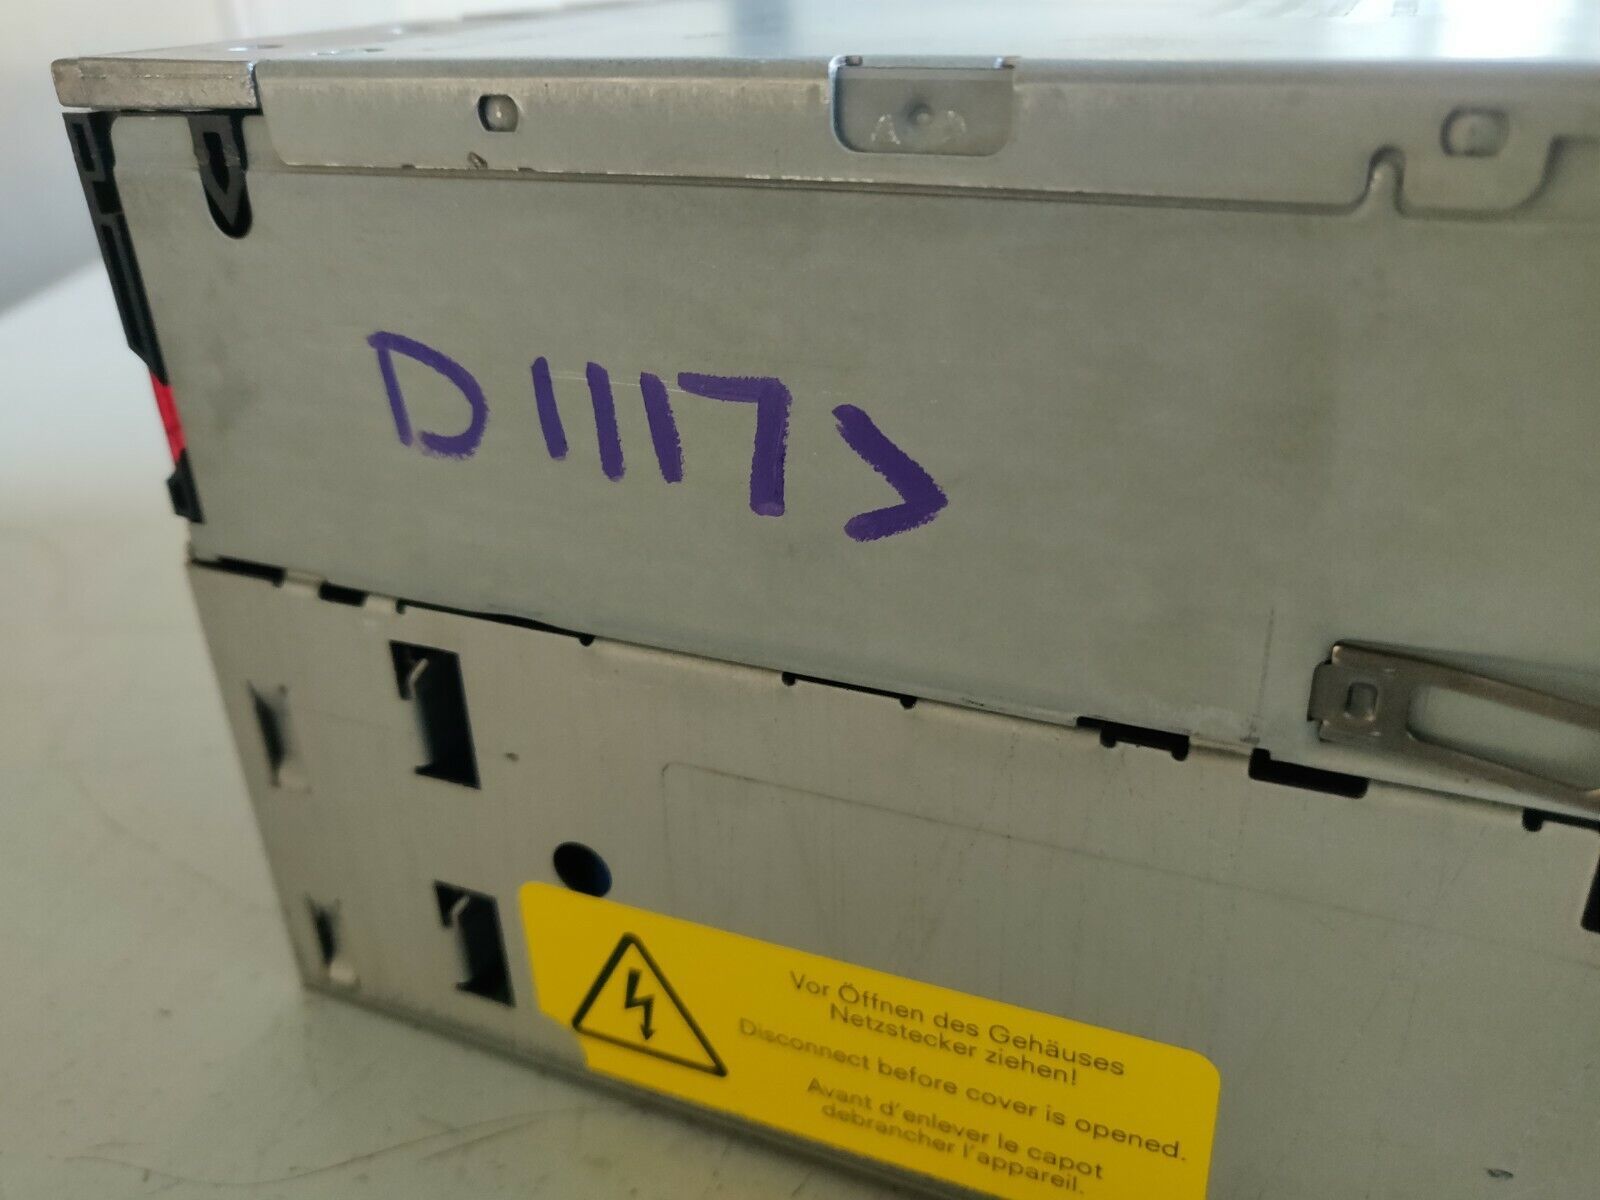 D1117>
Vor Öffnen des Gehäuses
Netzstecker ziehen!
Disconnect before cover is opened.
Avant d'enlever le capot
debrancher l'appareil.